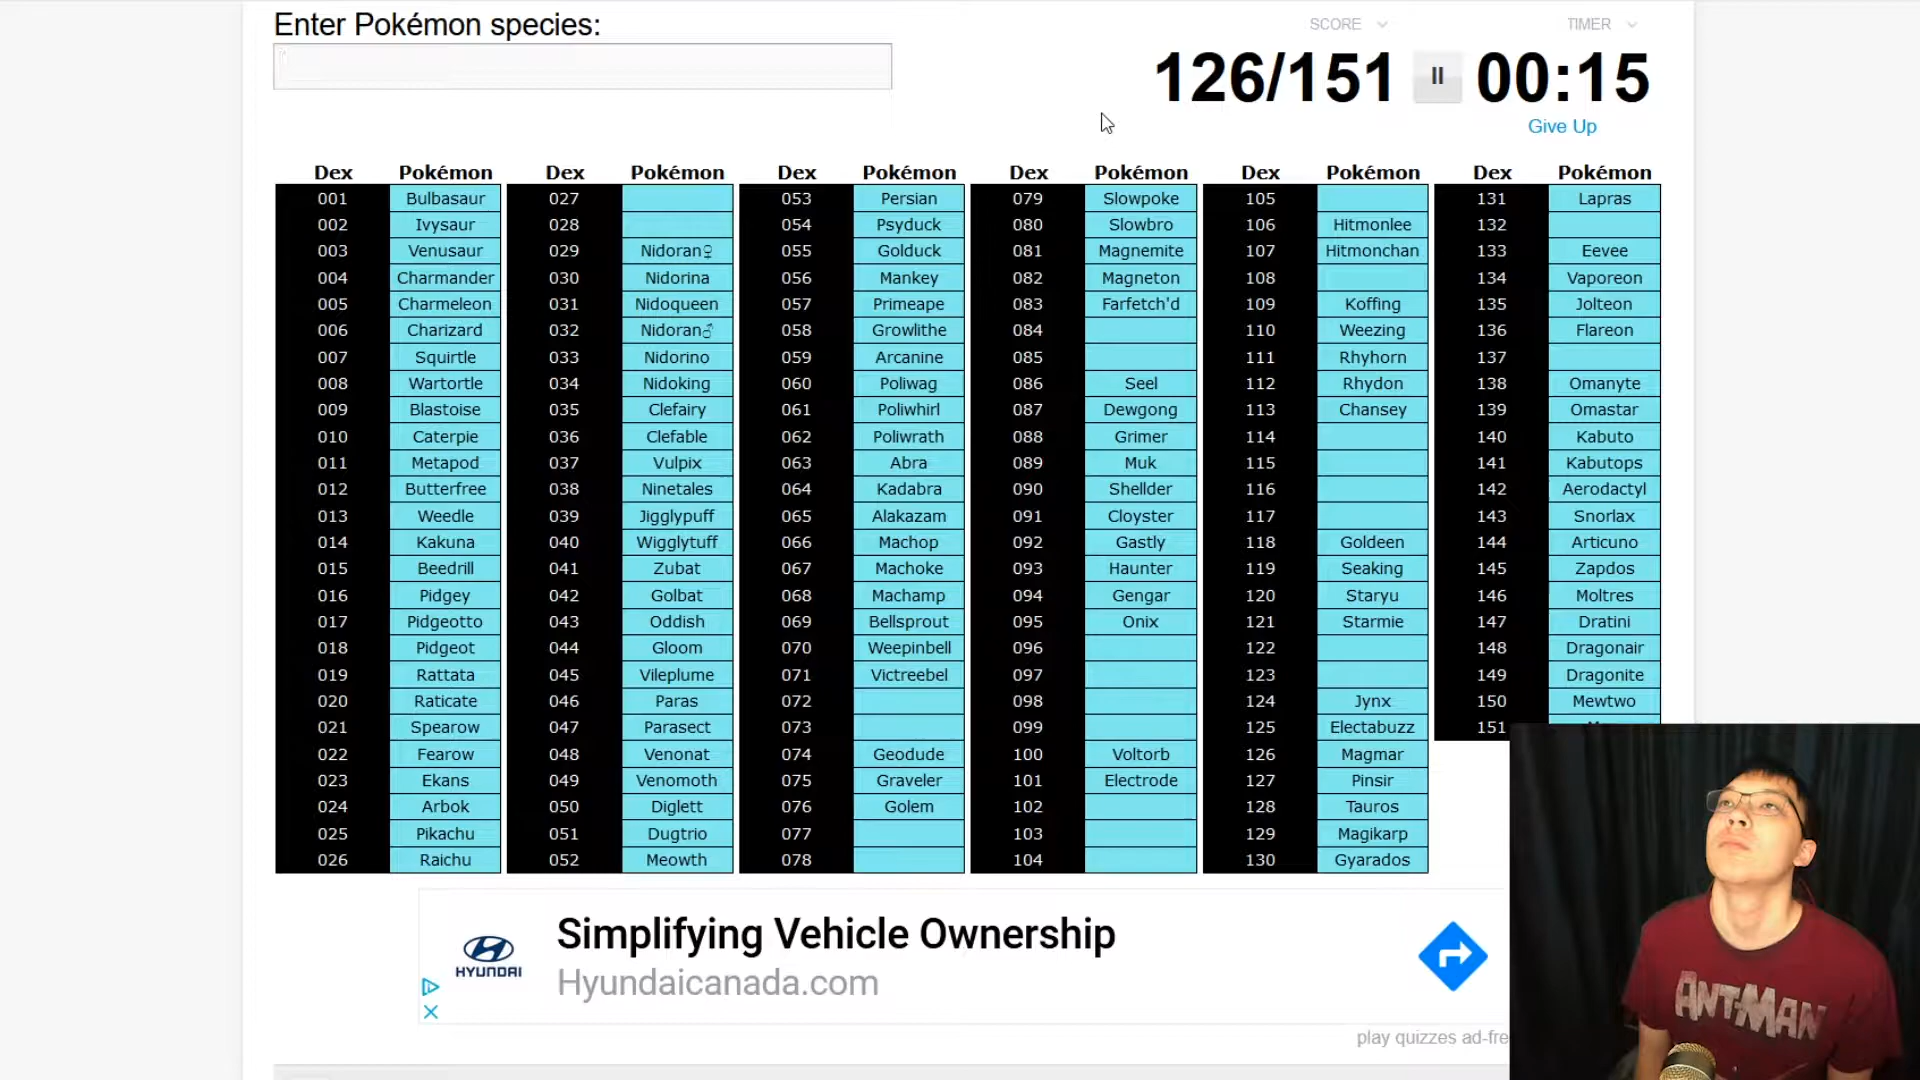 Enter Pokémon species:
SCORE
TIMER
126/151
00:15
Give Up
Dex Pokémon Dex Pokémon Dex Pokémon Dex Pokémon Dex Pokémon Dex Pokémon
001 Bulbasaur 027 053 Persian 079 Slowpoke 105 131 Lapras
002 Ivysaur 028 054 Psyduck 080 Slowbro 106 Hitmonlee 132
003 Venusaur 029 Nidoran♀ 055 Golduck 081 Magnemite 107 Hitmonchan 133 Eevee
004 Charmander 030 Nidorina 056 Mankey 082 Magneton 108 134 Vaporeon
005 Charmeleon 031 Nidoqueen 057 Primeape 083 Farfetch'd 109 Koffing 135 Jolteon
006 Charizard 032 Nidoran♂ 058 Growlithe 084 110 Weezing 136 Flareon
007 Squirtle 033 Nidorino 059 Arcanine 085 111 Rhyhorn 137
008 Wartortle 034 Nidoking 060 Poliwag 086 Seel 112 Rhydon 138 Omanyte
009 Blastoise 035 Clefairy 061 Poliwhirl 087 Dewgong 113 Chansey 139 Omastar
010 Caterpie 036 Clefable 062 Poliwrath 088 Grimer 114 140 Kabuto
011 Metapod 037 Vulpix 063 Abra 089 Muk 115 141 Kabutops
012 Butterfree 038 Ninetales 064 Kadabra 090 Shellder 116 142 Aerodactyl
013 Weedle 039 Jigglypuff 065 Alakazam 091 Cloyster 117 143 Snorlax
014 Kakuna 040 Wigglytuff 066 Machop 092 Gastly 118 Goldeen 144 Articuno
015 Beedrill 041 Zubat 067 Machoke 093 Haunter 119 Seaking 145 Zapdos
016 Pidgey 042 Golbat 068 Machamp 094 Gengar 120 Staryu 146 Moltres
017 Pidgeotto 043 Oddish 069 Bellsprout 095 Onix 121 Starmie 147 Dratini
018 Pidgeot 044 Gloom 070 Weepinbell 096 122 148 Dragonair
019 Rattata 045 Vileplume 071 Victreebel 097 123 149 Dragonite
020 Raticate 046 Paras 072 098 124 Jynx 150 Mewtwo
021 Spearow 047 Parasect 073 099 125 Electabuzz 151
022 Fearow 048 Venonat 074 Geodude 100 Voltorb 126 Magmar
023 Ekans 049 Venomoth 075 Graveler 101 Electrode 127 Pinsir
024 Arbok 050 Diglett 076 Golem 102 128 Tauros
025 Pikachu 051 Dugtrio 077 103 129 Magikarp
026 Raichu 052 Meowth 078 104 130 Gyarados
Simplifying Vehicle Ownership
HYUNDAI
Hyundaicanada.com
play quizzes ad-fre
ANT-MAN